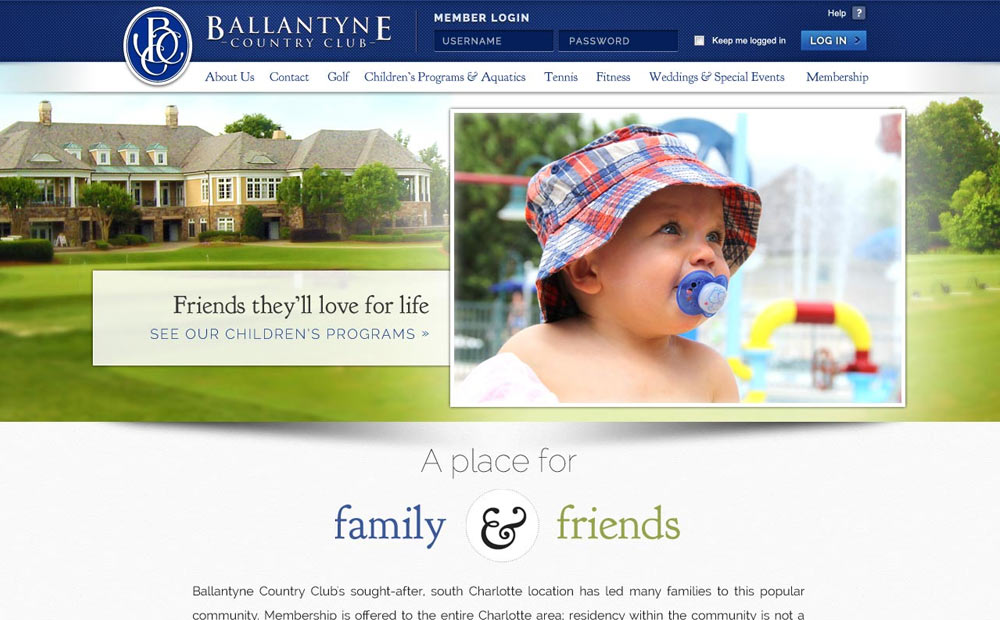 BCC
BALLANTYNE
COUNTRY CLUB
MEMBER LOGIN
Help ?
USERNAME
PASSWORD
Keep me logged in
LOG IN >
About Us Contact Golf Children's Programs & Aquatics Tennis Fitness Weddings & Special Events Membership
Friends they'll love for life
SEE OUR CHILDREN'S PROGRAMS »
A place for
family & friends
Ballantyne Country Club's sought-after, south Charlotte location has led many families to this popular
community. Membership is offered to the entire Charlotte area; residency within the community is not a